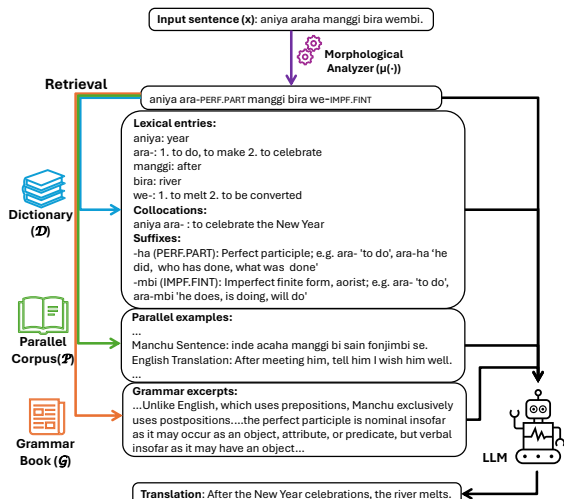 Input sentence (x): aniya araha manggi bira wembi.
Morphological
Analyzer (μ(·))
Retrieval
aniya ara-PERF.PART manggi bira we-IMPF.FINT
Lexical entries:
aniya: year
ara-: 1. to do, to make 2. to celebrate
manggi: after
bira: river
we-: 1. to melt 2. to be converted
Collocations:
aniya ara- : to celebrate the New Year
Suffixes:
-ha (PERF.PART): Perfect participle; e.g. ara- 'to do', ara-ha 'he
did, who has done, what was done'
-mbi (IMPF.FINT): Imperfect finite form, aorist; e.g. ara- 'to do',
ara-mbi 'he does, is doing, will do'
Dictionary
(𝒟)
Parallel examples:
...
Manchu Sentence: inde acaha manggi bi sain fonjimbi se.
English Translation: After meeting him, tell him I wish him well.
...
Parallel
Corpus(𝒫)
Grammar excerpts:
...Unlike English, which uses prepositions, Manchu exclusively
uses postpositions....the perfect participle is nominal insofar
as it may occur as an object, attribute, or predicate, but verbal
insofar as it may have an object...
Grammar
Book (𝒢)
LLM
Translation: After the New Year celebrations, the river melts.